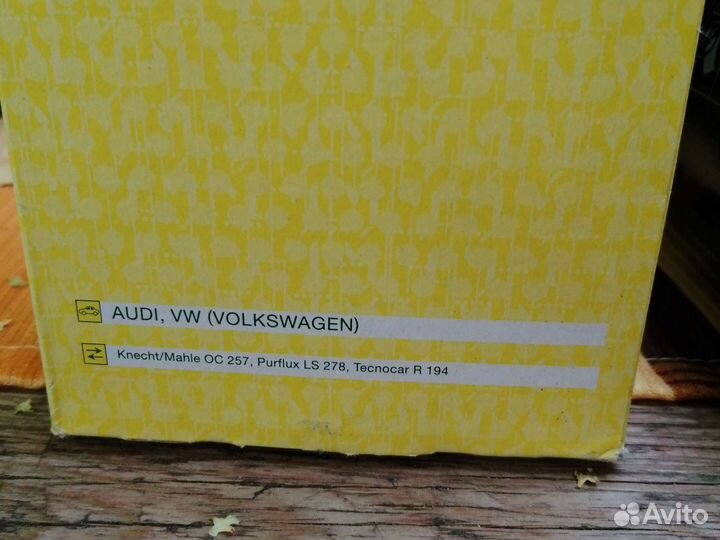 AUDI, VW (VOLKSWAGEN)
Knecht/Mahle OC 257, Purflux LS 278, Tecnocar R 194
Avito